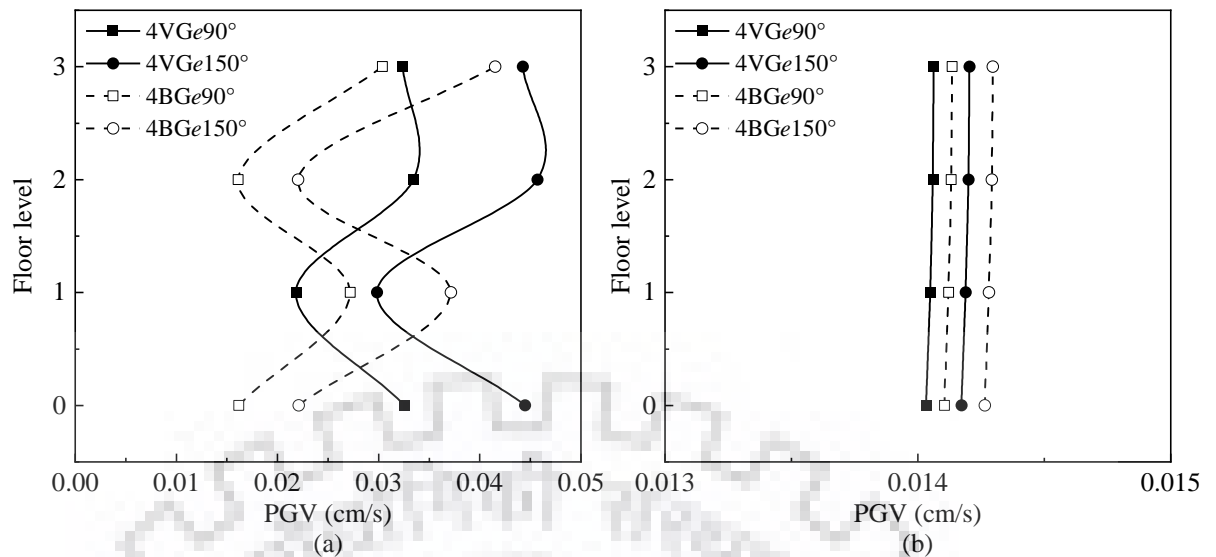 4VGe90°
4VGe150°
4BGe90°
4BGe150°
3
2
1
0
Floor level
0.00 0.01 0.02 0.03 0.04 0.05
PGV (cm/s)
(a)
4VGe90°
4VGe150°
4BGe90°
4BGe150°
3
2
1
0
Floor level
0.013 0.014 0.015
PGV (cm/s)
(b)